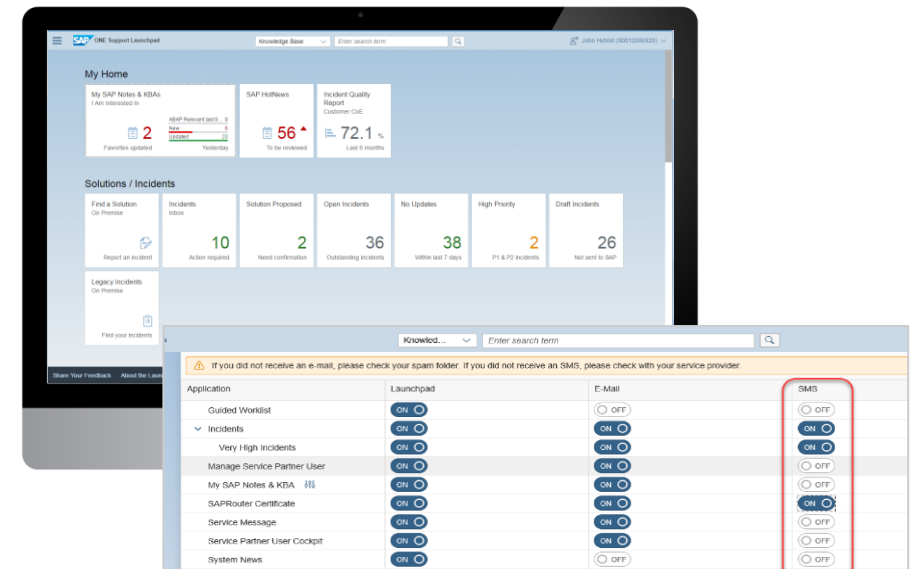 SAP ONE Support Launchpad
Knowledge Base
Enter search term
John Hybrid
My Home
My SAP Notes & KBAs
I Am Interested in
2
Favorites updated
ABAP Relevant last 9... 0
New 6
Updated 28
Yesterday
SAP HotNews
56
To be reviewed
Incident Quality
Report
Customer CoE
72.1 %
Last 6 months
Solutions / Incidents
Find a Solution
On Premise
Report an incident
Incidents
Inbox
10
Action required
Solution Proposed
2
Need confirmation
Open Incidents
36
Outstanding incidents
No Updates
38
Within last 7 days
High Priority
2
P1 & P2 incidents
Draft Incidents
26
Not sent to SAP
Legacy Incidents
On Premise
Find your incidents
Share Your Feedback About the Laun
s
Knowled...
Enter search term
If you did not receive an e-mail, please check your spam folder. If you did not receive an SMS, please check with your service provider.
Application Launchpad E-Mail SMS
Guided Worklist ON OFF OFF
Incidents ON ON ON
Very High Incidents ON ON ON
Manage Service Partner User ON ON OFF
My SAP Notes & KBA ON ON OFF
SAPRouter Certificate ON ON ON
Service Message ON ON OFF
Service Partner User Cockpit ON ON OFF
System News ON OFF OFF